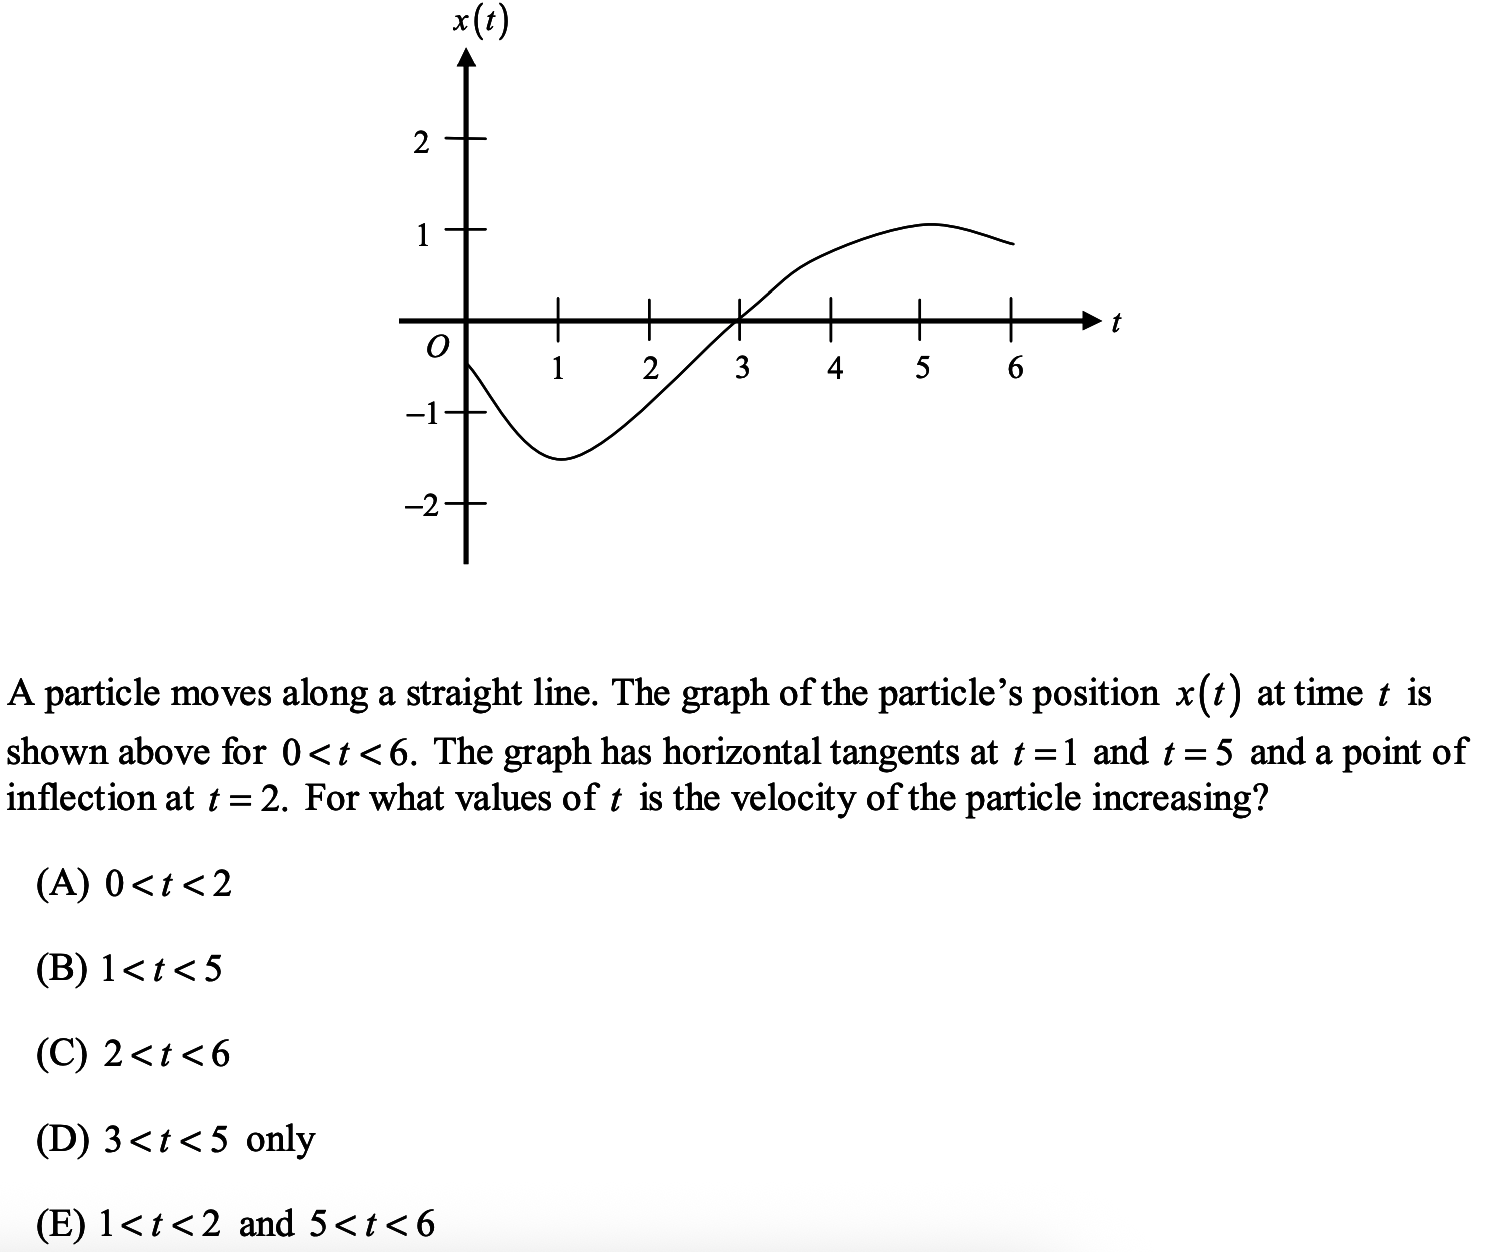 x(t)
2
1
O
1 2 3 4 5 6
t
−1
−2
A particle moves along a straight line. The graph of the particle’s position x(t) at time t is
shown above for 0 < t < 6. The graph has horizontal tangents at t = 1 and t = 5 and a point of
inflection at t = 2. For what values of t is the velocity of the particle increasing?
(A) 0 < t < 2
(B) 1 < t < 5
(C) 2 < t < 6
(D) 3 < t < 5 only
(E) 1 < t < 2 and 5 < t < 6